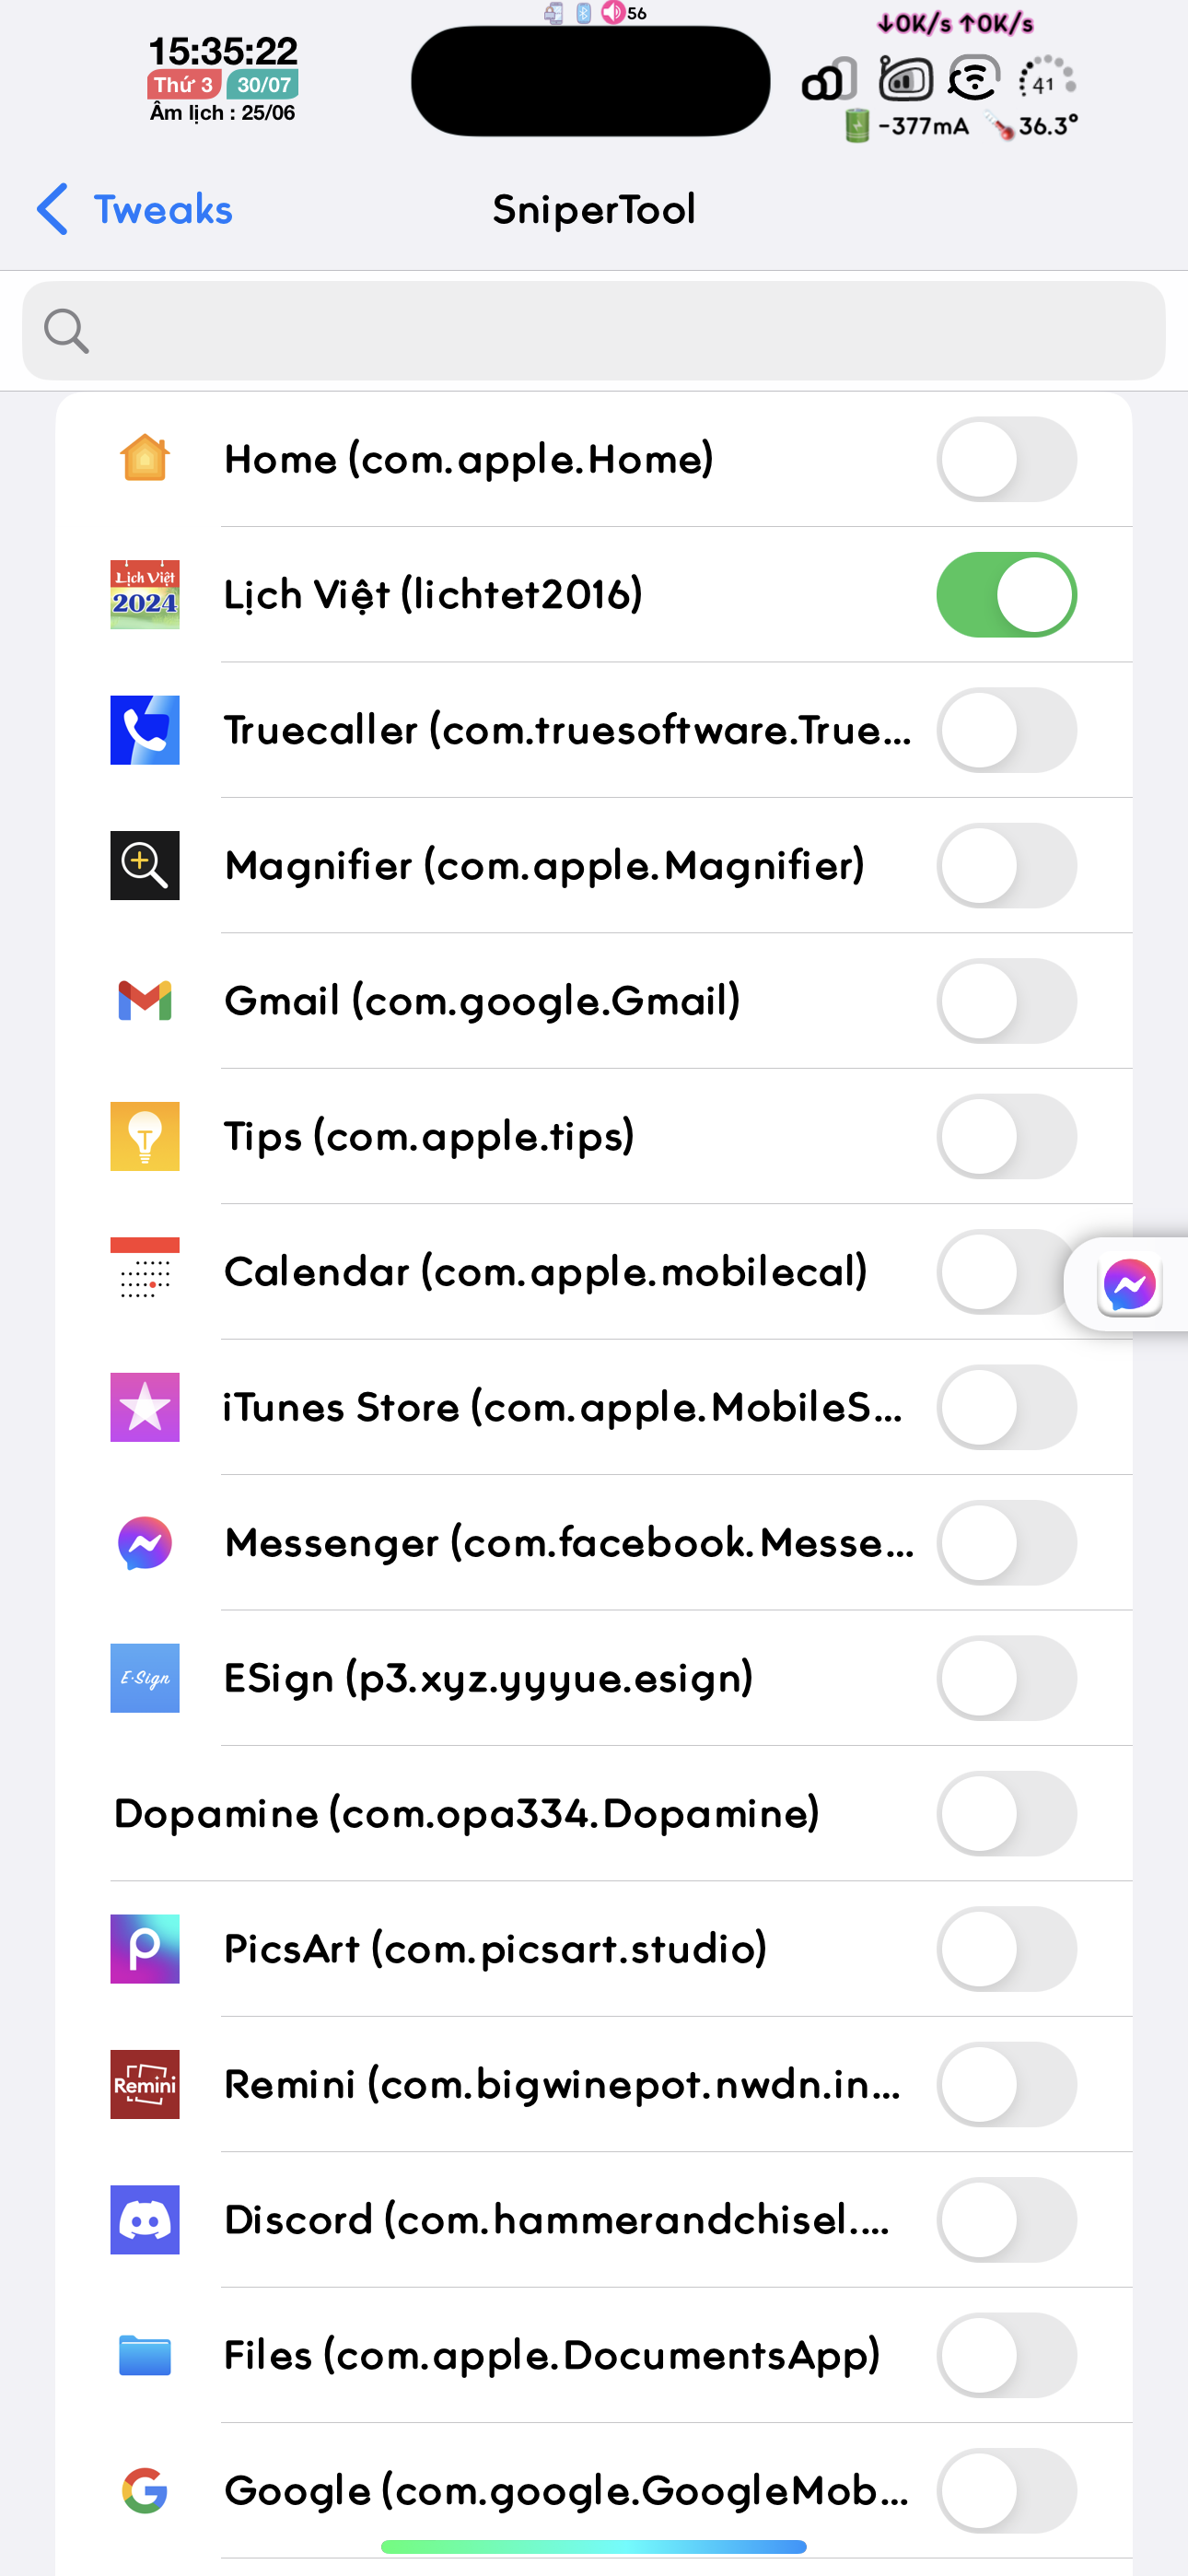 56
↓0K/s ↑0K/s
15:35:22
Thứ 3 30/07
Âm lịch : 25/06
41
-377mA 36.3°
Tweaks
SniperTool
Home (com.apple.Home)
Lịch Việt
2024
Lịch Việt (lichtet2016)
Truecaller (com.truesoftware.True...
Magnifier (com.apple.Magnifier)
Gmail (com.google.Gmail)
Tips (com.apple.tips)
Calendar (com.apple.mobilecal)
iTunes Store (com.apple.MobileS...
Messenger (com.facebook.Messe...
E·Sign
ESign (p3.xyz.yyyue.esign)
Dopamine (com.opa334.Dopamine)
PicsArt (com.picsart.studio)
Remini
Remini (com.bigwinepot.nwdn.in...
Discord (com.hammerandchisel....
Files (com.apple.DocumentsApp)
Google (com.google.GoogleMob...